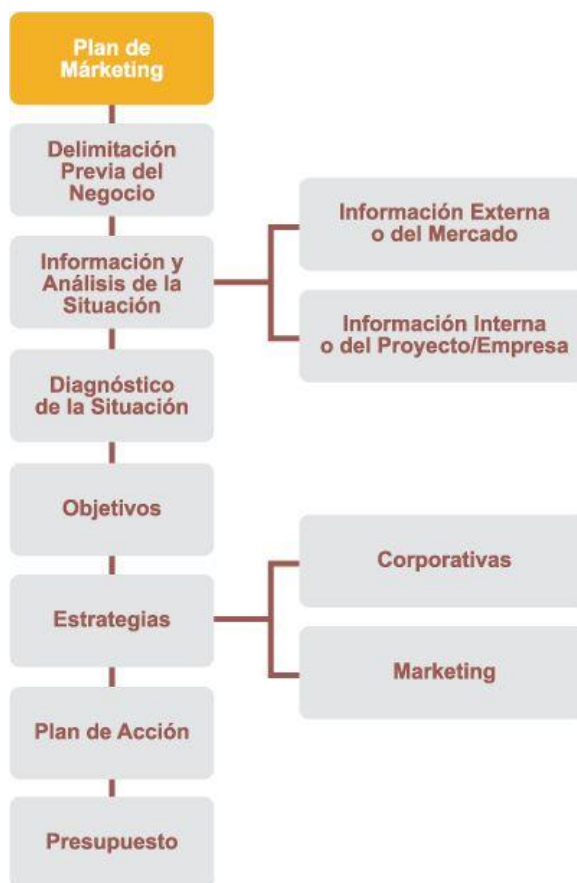 Plan de
Márketing
Delimitación
Previa del
Negocio
Información y
Análisis de la
Situación
Información Externa
o del Mercado
Información Interna
o del Proyecto/Empresa
Diagnóstico
de la Situación
Objetivos
Estrategias
Corporativas
Marketing
Plan de Acción
Presupuesto